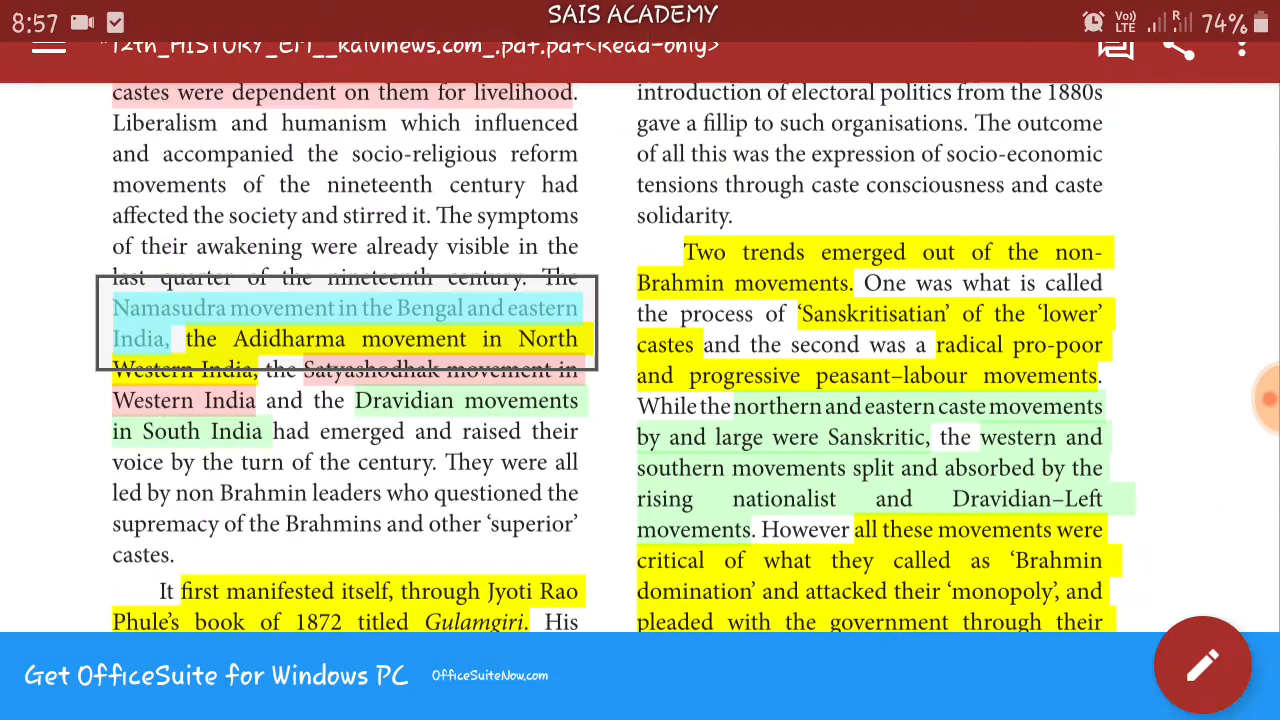 SAIS ACADEMY
8:57
Vo)
LTE
R
74%
"12th_HISTORY_EM__kalvinews.com_.pdf.pdf<Read-only>
castes were dependent on them for livelihood.
Liberalism and humanism which influenced
and accompanied the socio-religious reform
movements of the nineteenth century had
affected the society and stirred it. The symptoms
of their awakening were already visible in the
last quarter of the nineteenth century. The
Namasudra movement in the Bengal and eastern
India, the Adidharma movement in North
Western India, the Satyashodhak movement in
Western India and the Dravidian movements
in South India had emerged and raised their
voice by the turn of the century. They were all
led by non Brahmin leaders who questioned the
supremacy of the Brahmins and other ‘superior’
castes.
It first manifested itself, through Jyoti Rao
Phule’s book of 1872 titled Gulamgiri. His
introduction of electoral politics from the 1880s
gave a fillip to such organisations. The outcome
of all this was the expression of socio-economic
tensions through caste consciousness and caste
solidarity.
Two trends emerged out of the non-
Brahmin movements. One was what is called
the process of ‘Sanskritisatian’ of the ‘lower’
castes and the second was a radical pro-poor
and progressive peasant–labour movements.
While the northern and eastern caste movements
by and large were Sanskritic, the western and
southern movements split and absorbed by the
rising nationalist and Dravidian–Left
movements. However all these movements were
critical of what they called as ‘Brahmin
domination’ and attacked their ‘monopoly’, and
pleaded with the government through their
Get OfficeSuite for Windows PC
OfficeSuiteNow.com